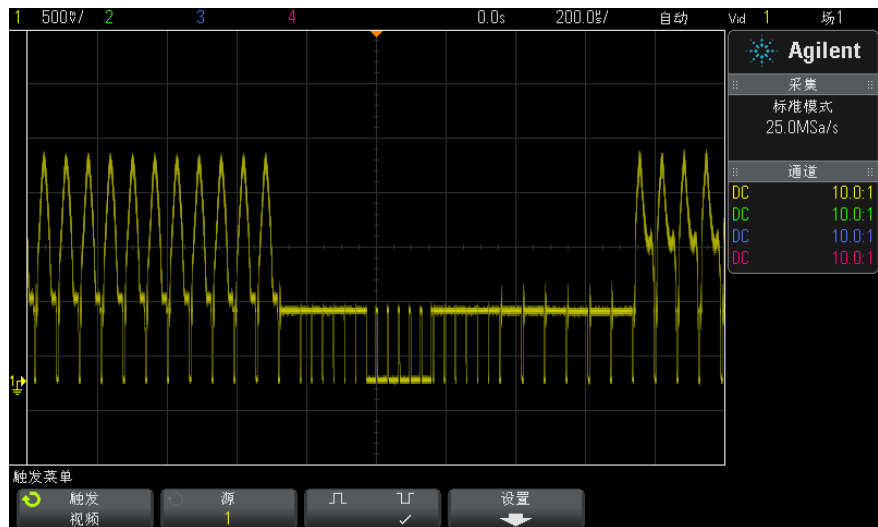 1 500㎷/ 2 3 4 0.0s 200.0㎲/ 自动 Vid 1 场1
Agilent
采集
标准模式
25.0MSa/s
通道
DC 10.0:1
DC 10.0:1
DC 10.0:1
DC 10.0:1
1
触发菜单
触发
视频
源
1
✓
设置